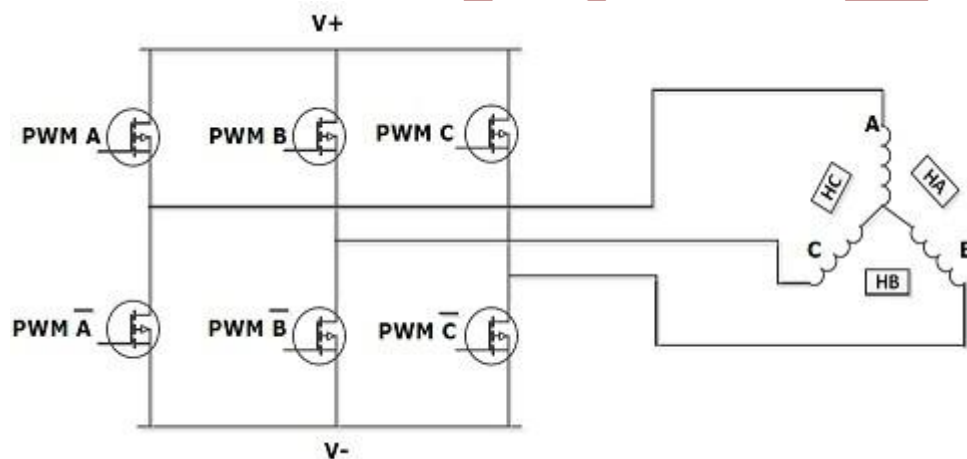 V+
PWM A
PWM B
PWM C
A
HC
HA
C
B
HB
PWM A̅
PWM B̅
PWM C̅
V-